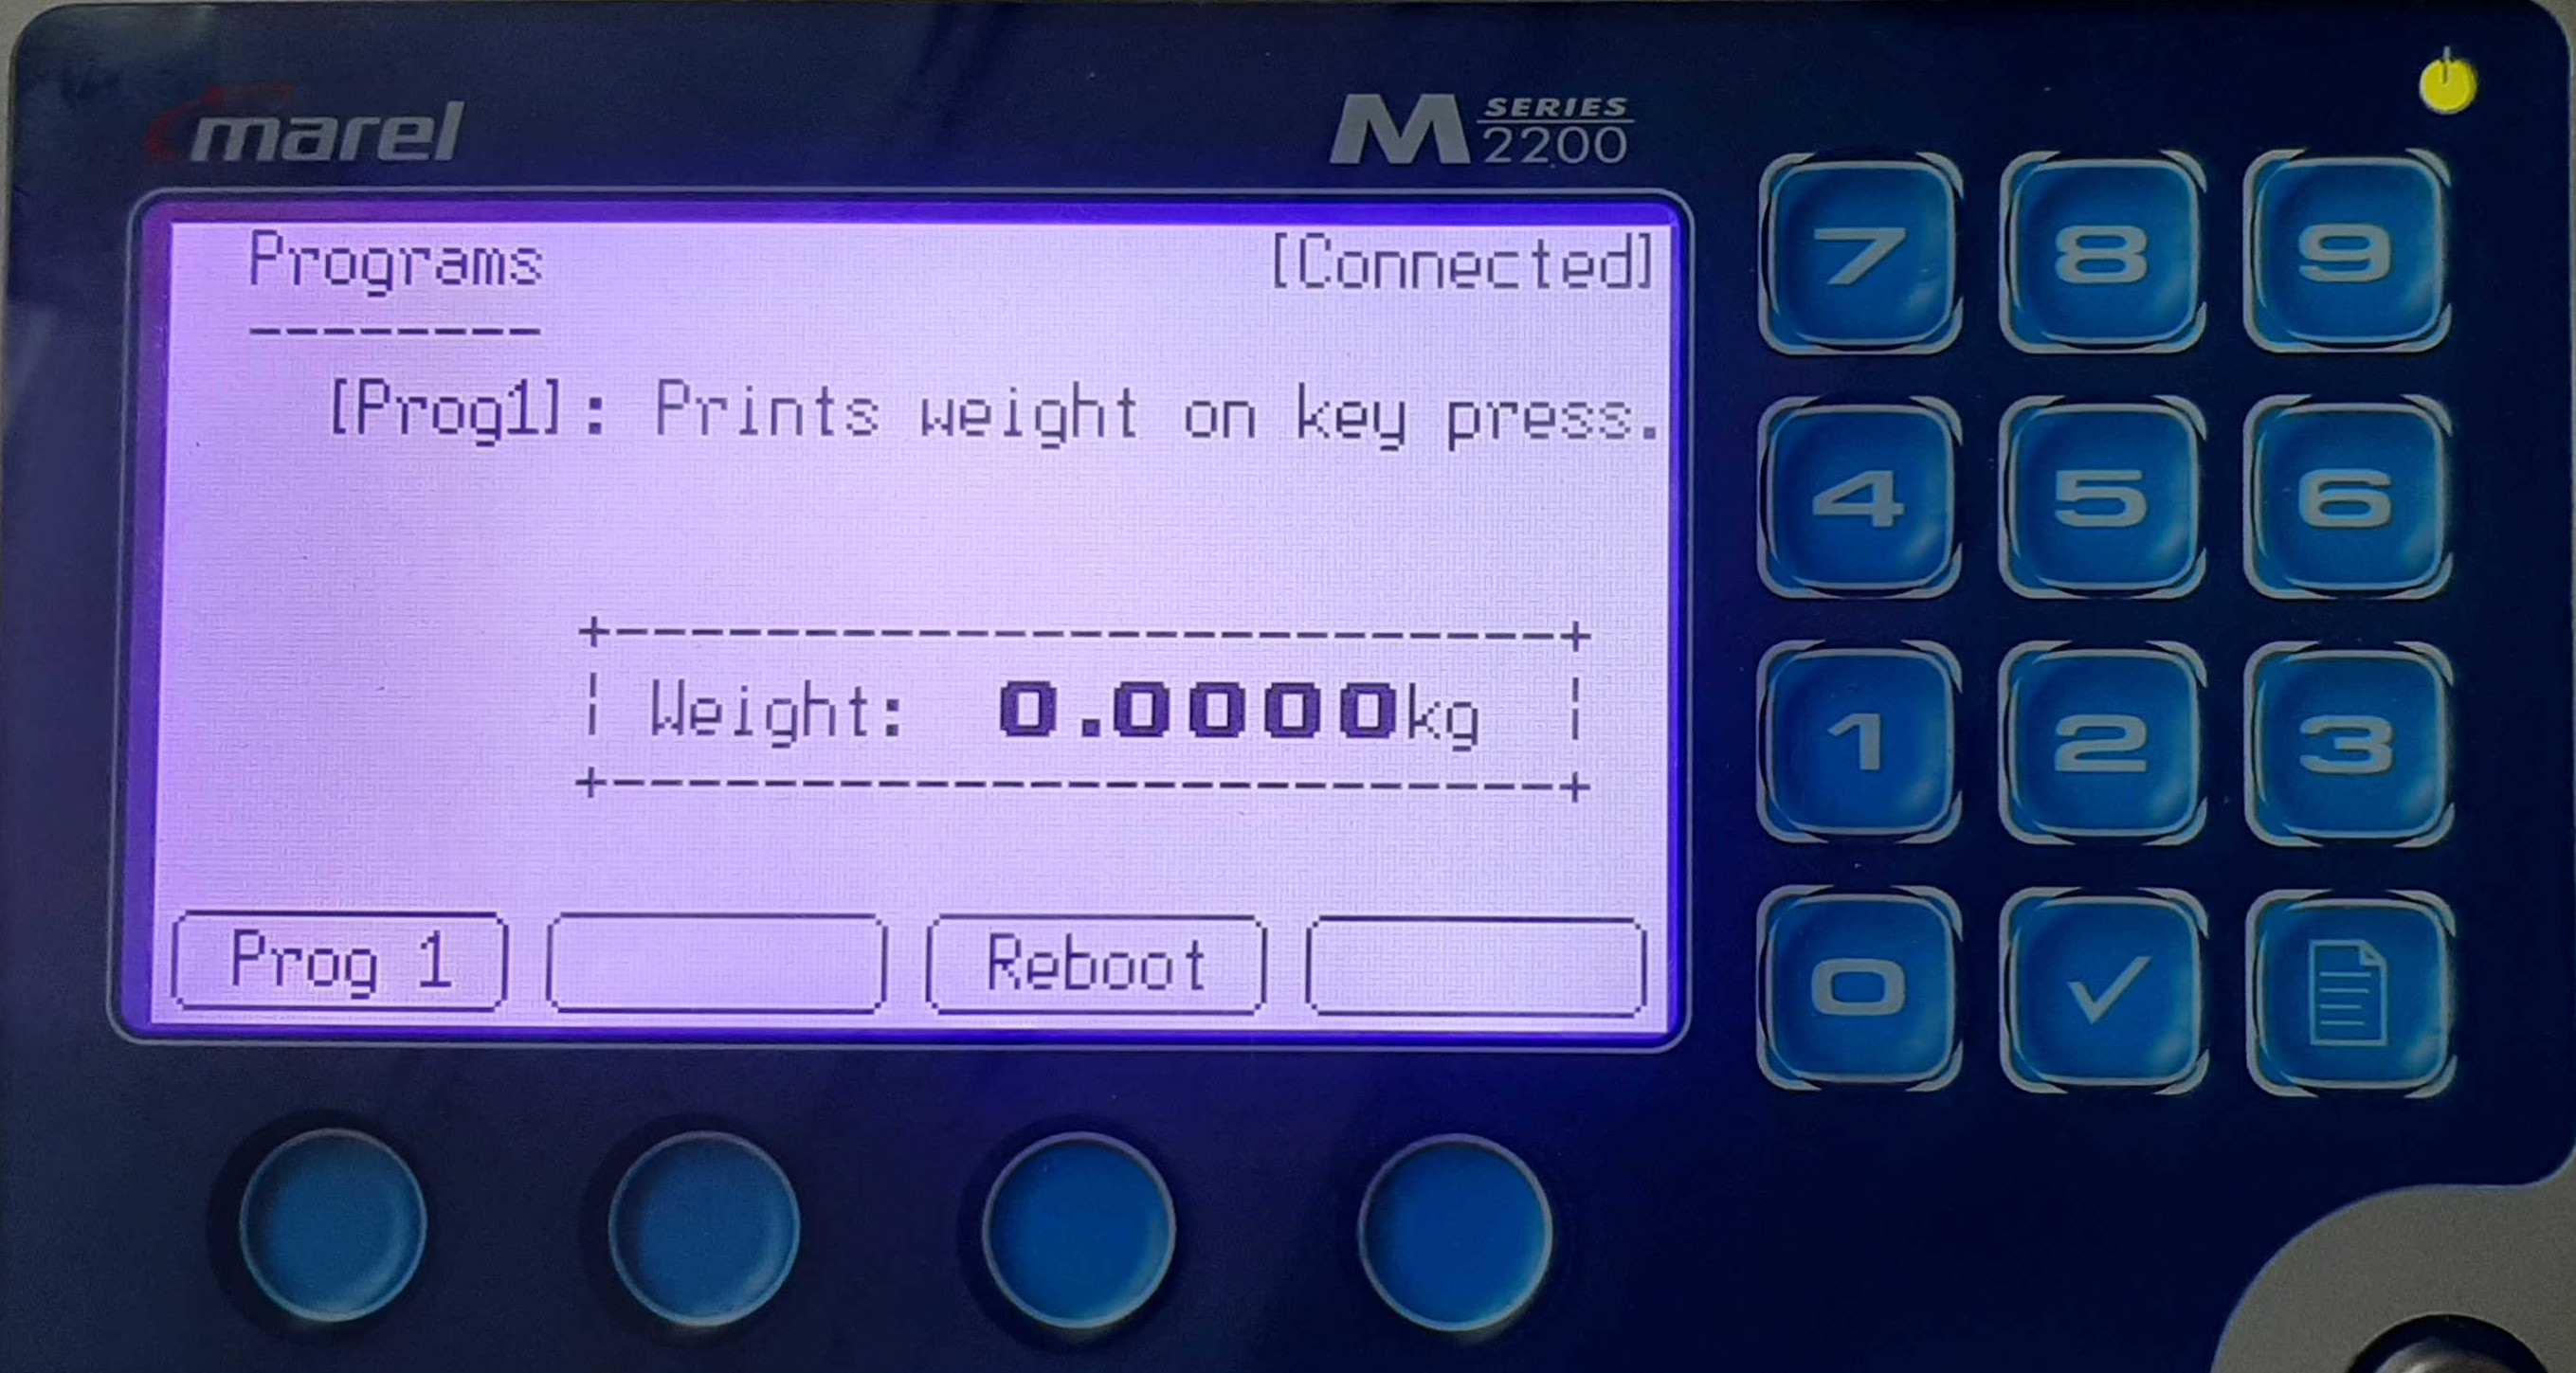 marel
M SERIES 2200
Programs [Connected]
--------
[Prog1]: Prints weight on key press.
+--------------------------+
¦ Weight: 0.0000kg ¦
+--------------------------+
Prog 1 Reboot
7 8 9
4 5 6
1 2 3
0